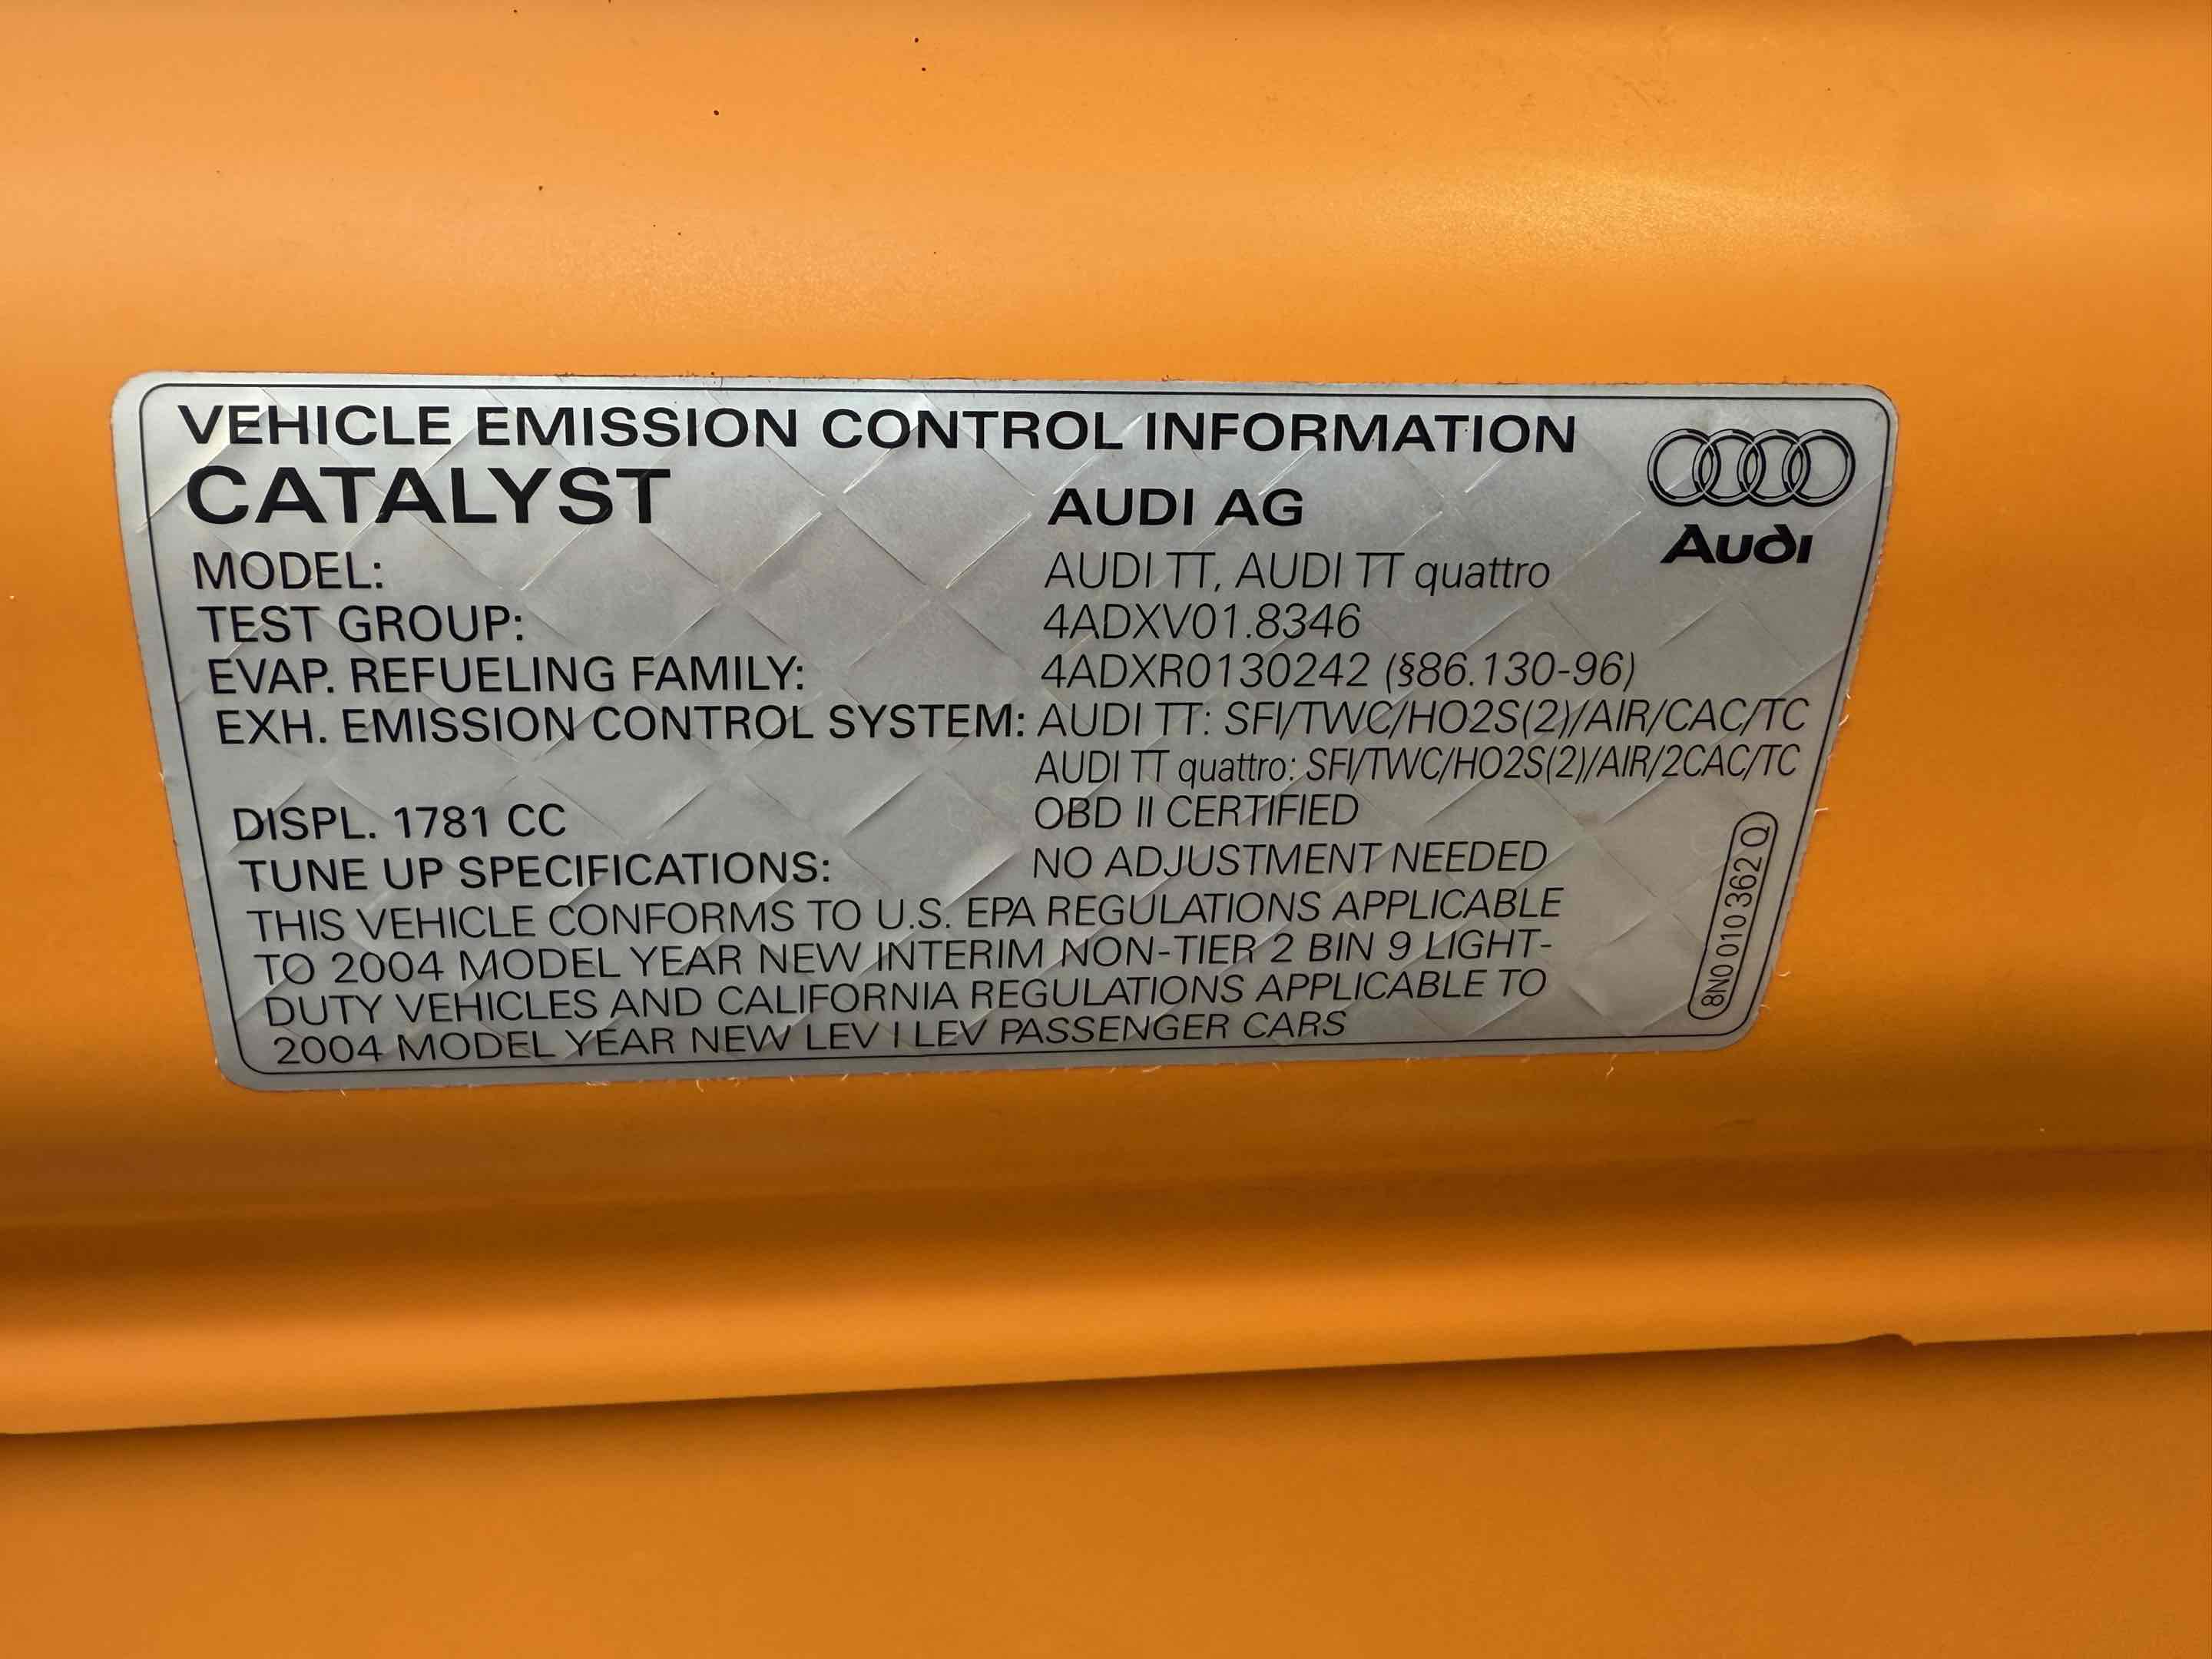 VEHICLE EMISSION CONTROL INFORMATION
CATALYST AUDI AG
Audi
MODEL: AUDI TT, AUDI TT quattro
TEST GROUP: 4ADXV01.8346
EVAP. REFUELING FAMILY: 4ADXR0130242 (§86.130-96)
EXH. EMISSION CONTROL SYSTEM: AUDI TT: SFI/TWC/HO2S(2)/AIR/CAC/TC
AUDI TT quattro: SFI/TWC/HO2S(2)/AIR/2CAC/TC
DISPL. 1781 CC OBD II CERTIFIED
TUNE UP SPECIFICATIONS: NO ADJUSTMENT NEEDED
THIS VEHICLE CONFORMS TO U.S. EPA REGULATIONS APPLICABLE
TO 2004 MODEL YEAR NEW INTERIM NON-TIER 2 BIN 9 LIGHT-
DUTY VEHICLES AND CALIFORNIA REGULATIONS APPLICABLE TO
2004 MODEL YEAR NEW LEV I LEV PASSENGER CARS
8N0 010 362 Q